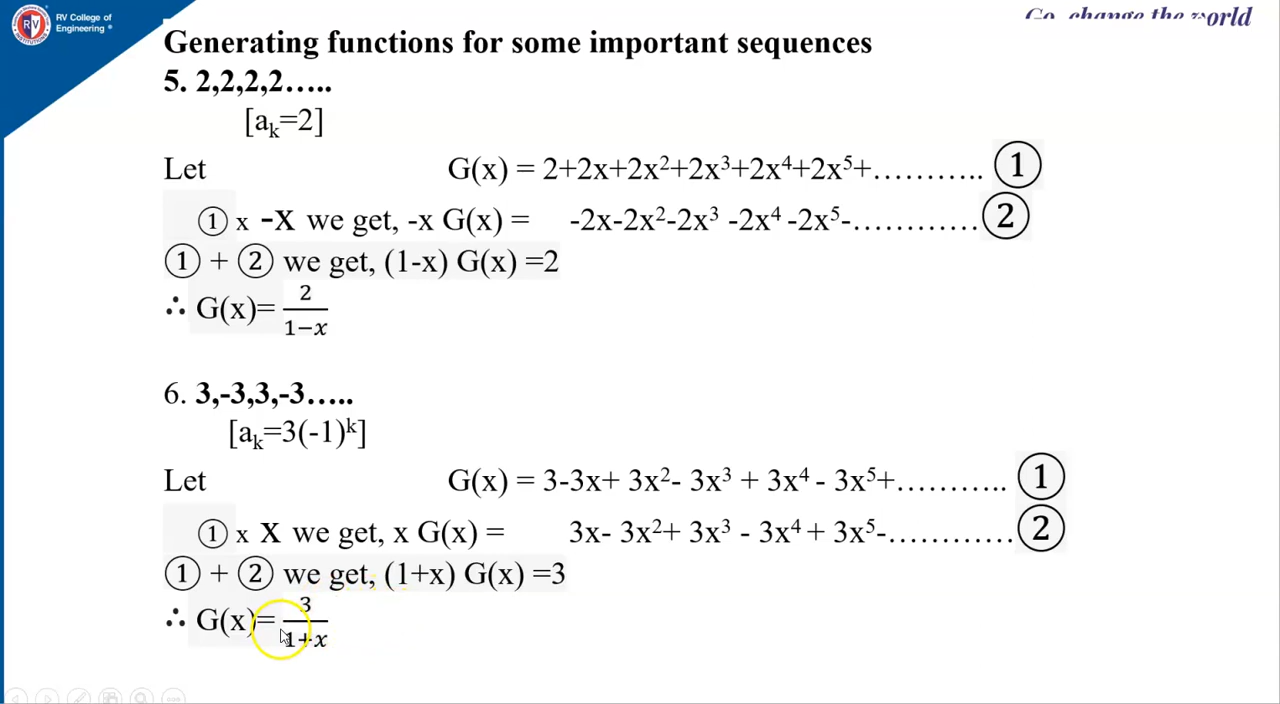 RV College of
Engineering ®
Go, change the world
Generating functions for some important sequences
5. 2,2,2,2…..
[aₖ=2]
Let G(x) = 2+2x+2x²+2x³+2x⁴+2x⁵+……….. ①
① x -X we get, -x G(x) = -2x-2x²-2x³ -2x⁴ -2x⁵-…………②
① + ② we get, (1-x) G(x) =2
∴ G(x)= 2/(1−x)
6. 3,-3,3,-3…..
[aₖ=3(-1)ᵏ]
Let G(x) = 3-3x+ 3x²- 3x³ + 3x⁴ - 3x⁵+……….. ①
① x X we get, x G(x) = 3x- 3x²+ 3x³ - 3x⁴ + 3x⁵-…………②
① + ② we get, (1+x) G(x) =3
∴ G(x)= 3/(1+x)